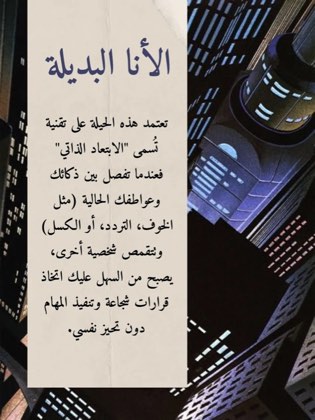 الأنا البديلة
تعتمد هذه الحيلة على تقنية
تُسمى "الابتعاد الذاتي"
فعندما تفصل بين ذكائك
وعواطفك الحالية (مثل
الخوف، التردد، أو الكسل)
وتتقمص شخصية أخرى،
يصبح من السهل عليك اتخاذ
قرارات شجاعة وتنفيذ المهام
دون تحيز نفسي.